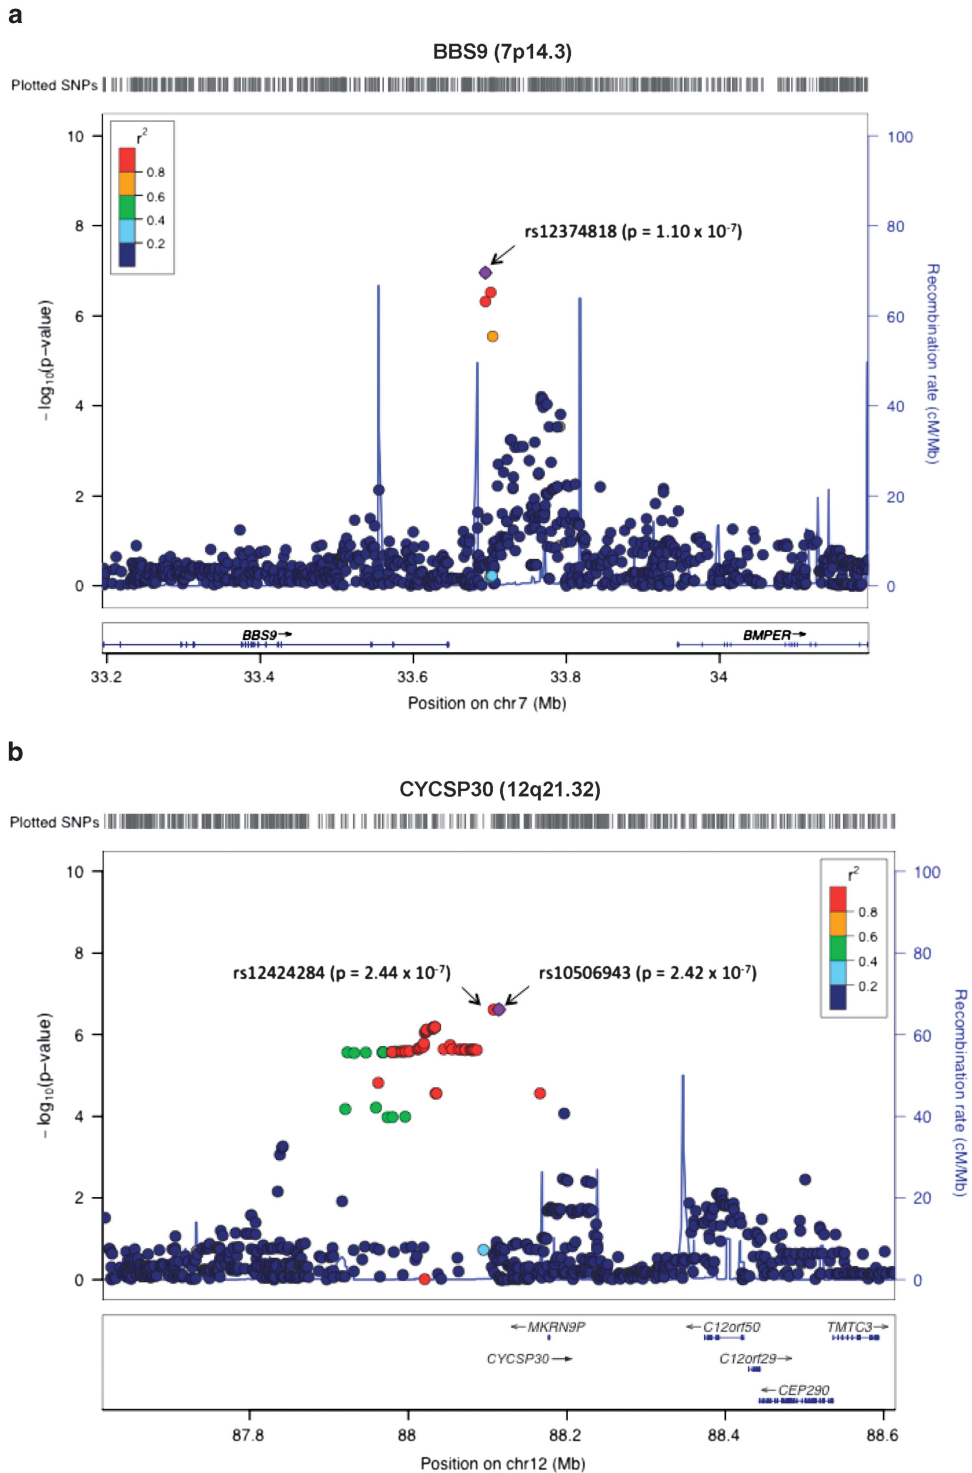 a
BBS9 (7p14.3)
Plotted SNPs
10
8
6
4
2
0
− log10(p−value)
r2
0.8
0.6
0.4
0.2
rs12374818 (p = 1.10 x 10-7)
100
80
60
40
20
0
Recombination rate (cM/Mb)
BBS9→
BMPER→
33.2
33.4
33.6
33.8
34
Position on chr7 (Mb)
b
CYCSP30 (12q21.32)
Plotted SNPs
10
8
6
4
2
0
− log10(p−value)
rs12424284 (p = 2.44 x 10-7)
rs10506943 (p = 2.42 x 10-7)
r2
0.8
0.6
0.4
0.2
100
80
60
40
20
0
Recombination rate (cM/Mb)
←MKRN9P
←C12orf50
TMTC3→
CYCSP30→
C12orf29→
←CEP290
87.8
88
88.2
88.4
88.6
Position on chr12 (Mb)